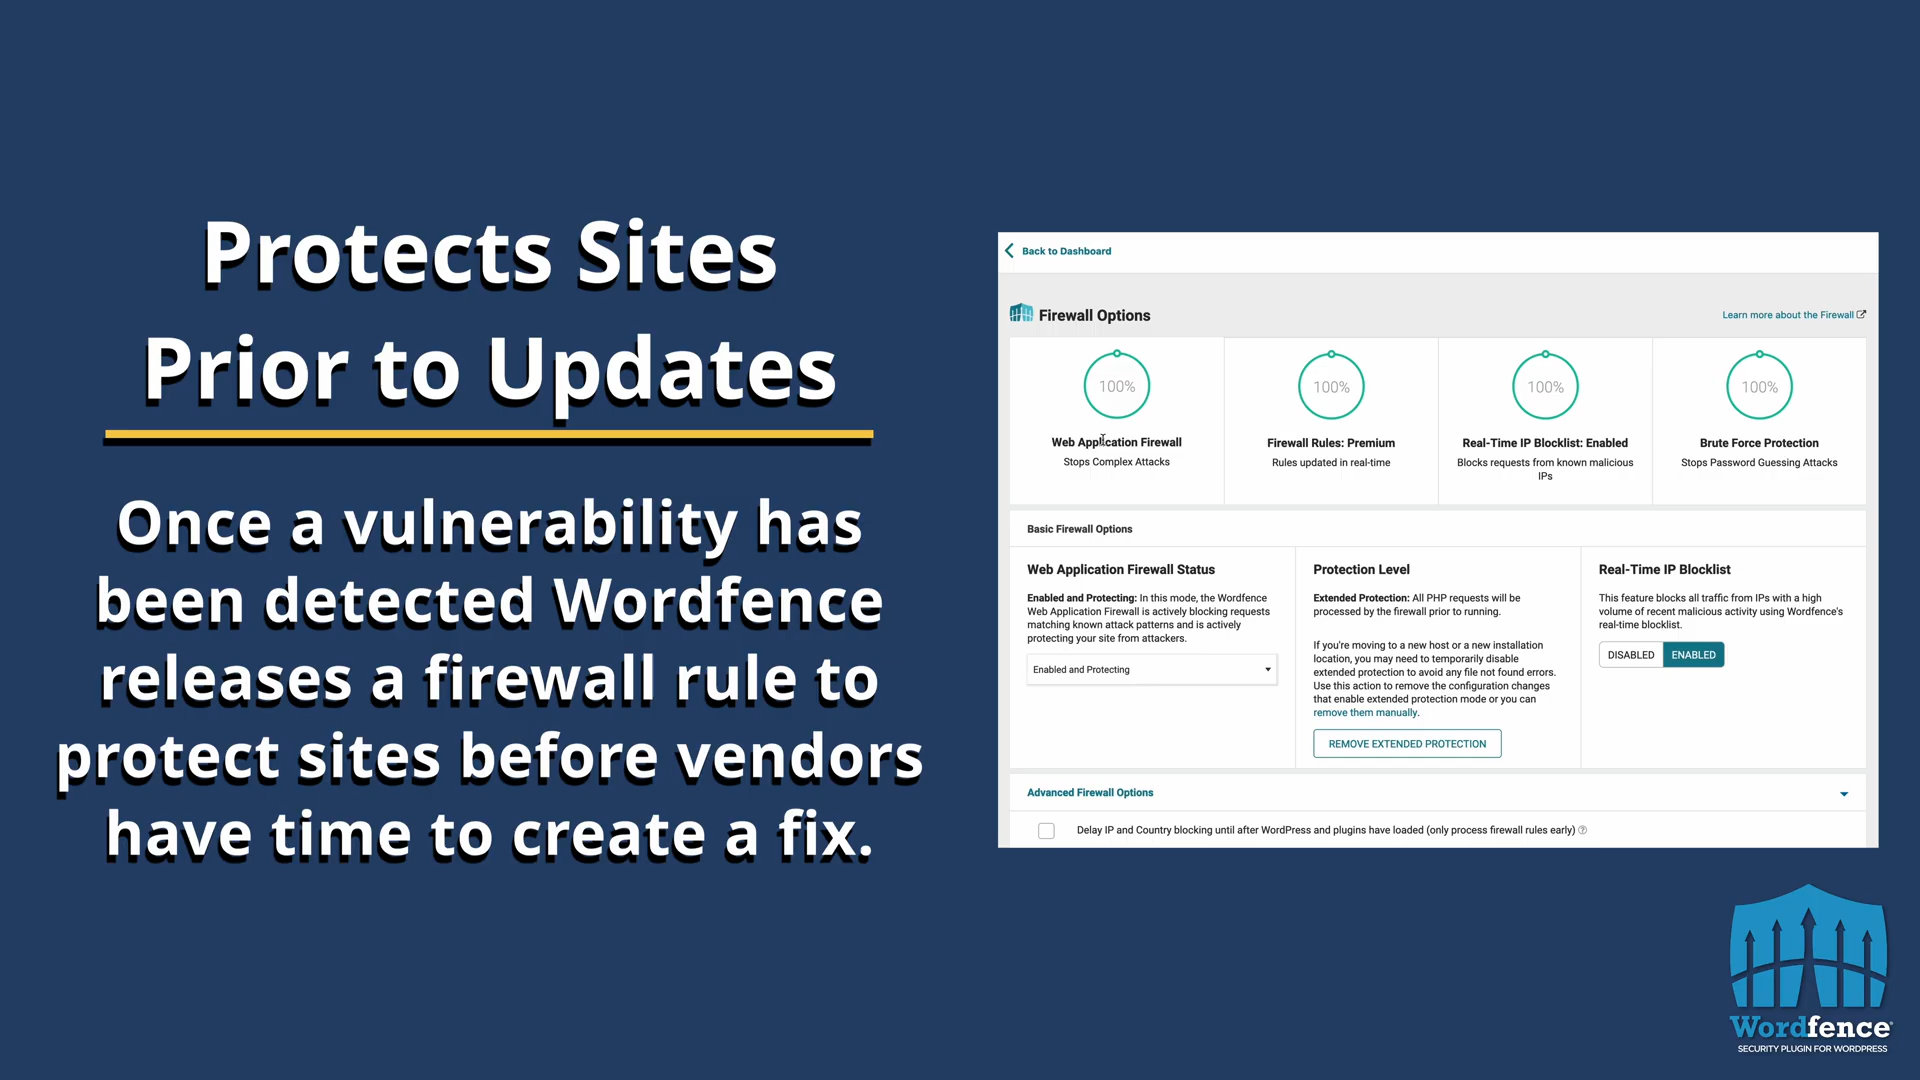 Protects Sites
Prior to Updates
Once a vulnerability has
been detected Wordfence
releases a firewall rule to
protect sites before vendors
have time to create a fix.
Back to Dashboard
Firewall Options
Learn more about the Firewall
100%
Web Application Firewall
Stops Complex Attacks
100%
Firewall Rules: Premium
Rules updated in real-time
100%
Real-Time IP Blocklist: Enabled
Blocks requests from known malicious
IPs
100%
Brute Force Protection
Stops Password Guessing Attacks
Basic Firewall Options
Web Application Firewall Status
Enabled and Protecting: In this mode, the Wordfence
Web Application Firewall is actively blocking requests
matching known attack patterns and is actively
protecting your site from attackers.
Enabled and Protecting
Protection Level
Extended Protection: All PHP requests will be
processed by the firewall prior to running.
If you're moving to a new host or a new installation
location, you may need to temporarily disable
extended protection to avoid any file not found errors.
Use this action to remove the configuration changes
that enable extended protection mode or you can
remove them manually.
REMOVE EXTENDED PROTECTION
Real-Time IP Blocklist
This feature blocks all traffic from IPs with a high
volume of recent malicious activity using Wordfence's
real-time blocklist.
DISABLED ENABLED
Advanced Firewall Options
Delay IP and Country blocking until after WordPress and plugins have loaded (only process firewall rules early)
Wordfence
SECURITY PLUGIN FOR WORDPRESS